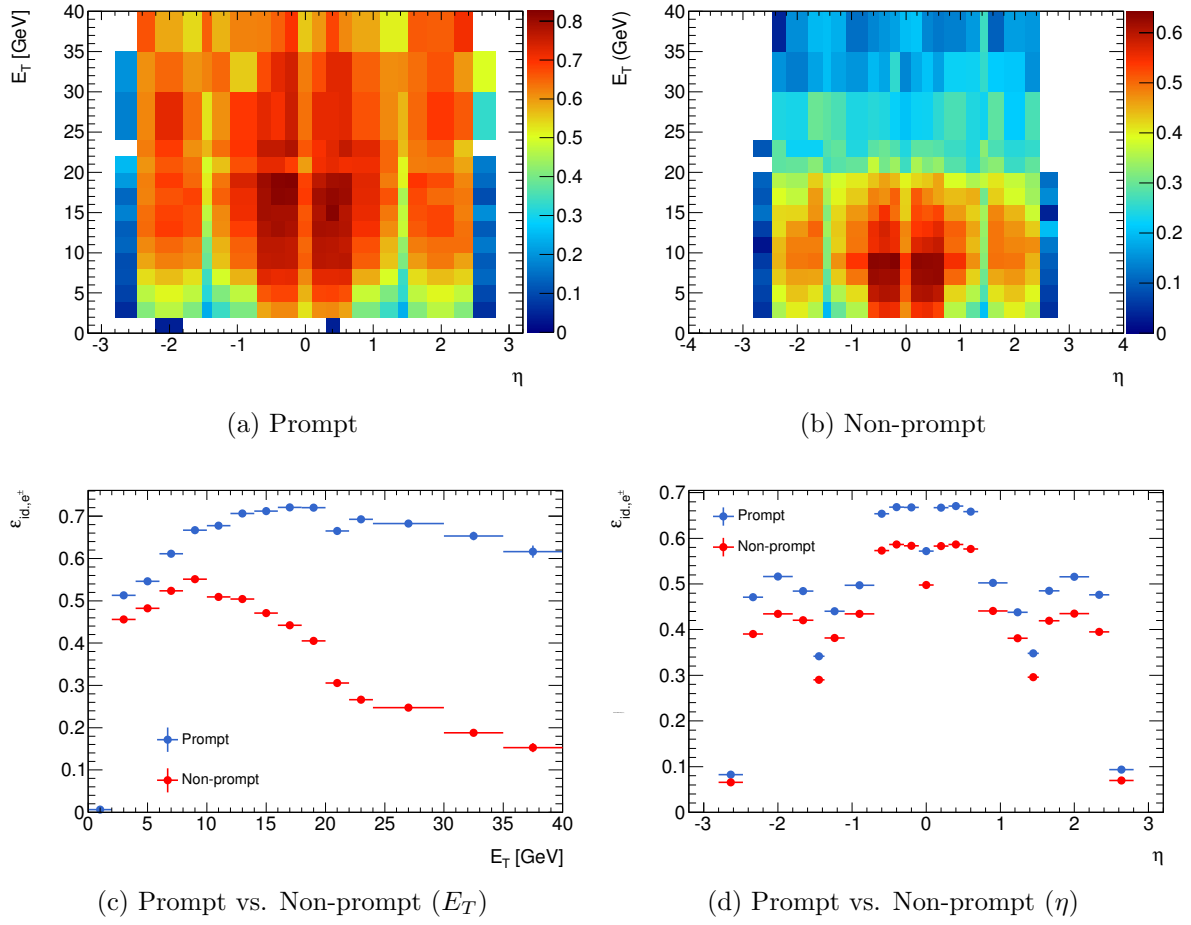 E_T [GeV]
40
35
30
25
20
15
10
5
0
-3 -2 -1 0 1 2 3
η
0.8
0.7
0.6
0.5
0.4
0.3
0.2
0.1
0
(a) Prompt
E_T (GeV)
40
35
30
25
20
15
10
5
0
-4 -3 -2 -1 0 1 2 3 4
η
0.6
0.5
0.4
0.3
0.2
0.1
0
(b) Non-prompt
ε_{id.,e^±}
0.7
0.6
0.5
0.4
0.3
0.2
0.1
0
Prompt
Non-prompt
0 5 10 15 20 25 30 35 40
E_T [GeV]
(c) Prompt vs. Non-prompt (E_T)
ε_{id.,e^±}
0.7
0.6
0.5
0.4
0.3
0.2
0.1
0
Prompt
Non-prompt
-3 -2 -1 0 1 2 3
η
(d) Prompt vs. Non-prompt (η)